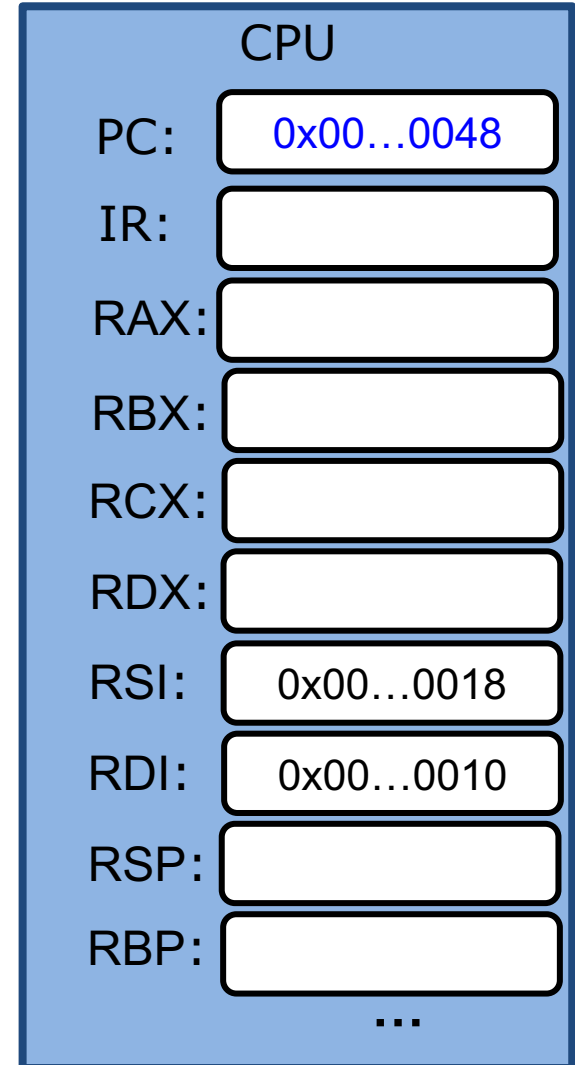 CPU
PC: 0x00...0048
IR:
RAX:
RBX:
RCX:
RDX:
RSI: 0x00...0018
RDI: 0x00...0010
RSP:
RBP:
...